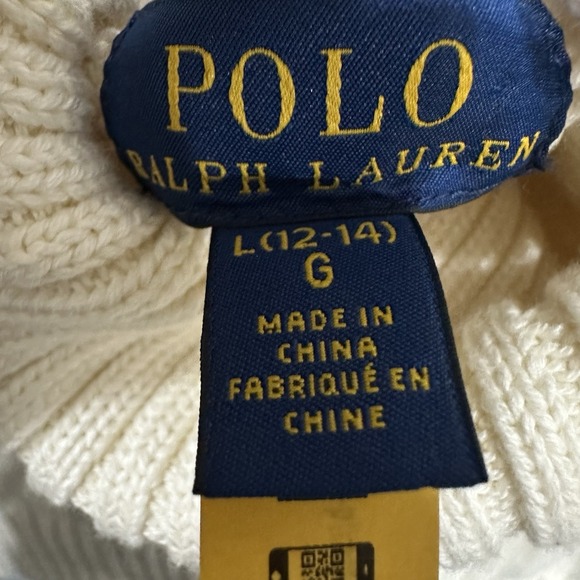 POLO
RALPH LAUREN
L(12-14)
G
MADE IN
CHINA
FABRIQUÉ EN
CHINE